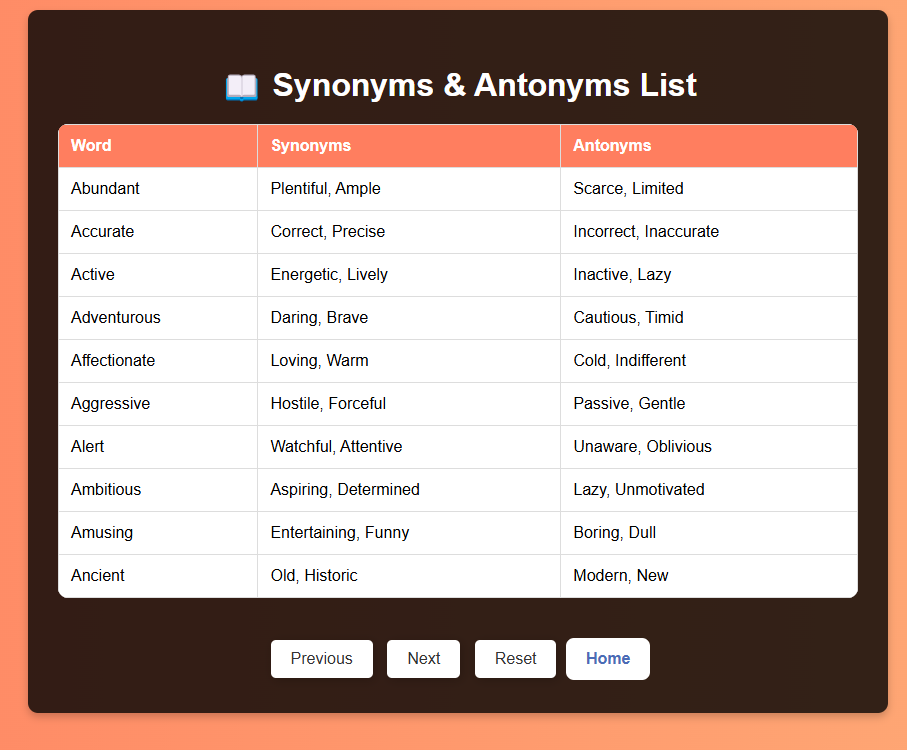 📖 Synonyms & Antonyms List
Word Synonyms Antonyms
Abundant Plentiful, Ample Scarce, Limited
Accurate Correct, Precise Incorrect, Inaccurate
Active Energetic, Lively Inactive, Lazy
Adventurous Daring, Brave Cautious, Timid
Affectionate Loving, Warm Cold, Indifferent
Aggressive Hostile, Forceful Passive, Gentle
Alert Watchful, Attentive Unaware, Oblivious
Ambitious Aspiring, Determined Lazy, Unmotivated
Amusing Entertaining, Funny Boring, Dull
Ancient Old, Historic Modern, New
Previous Next Reset Home